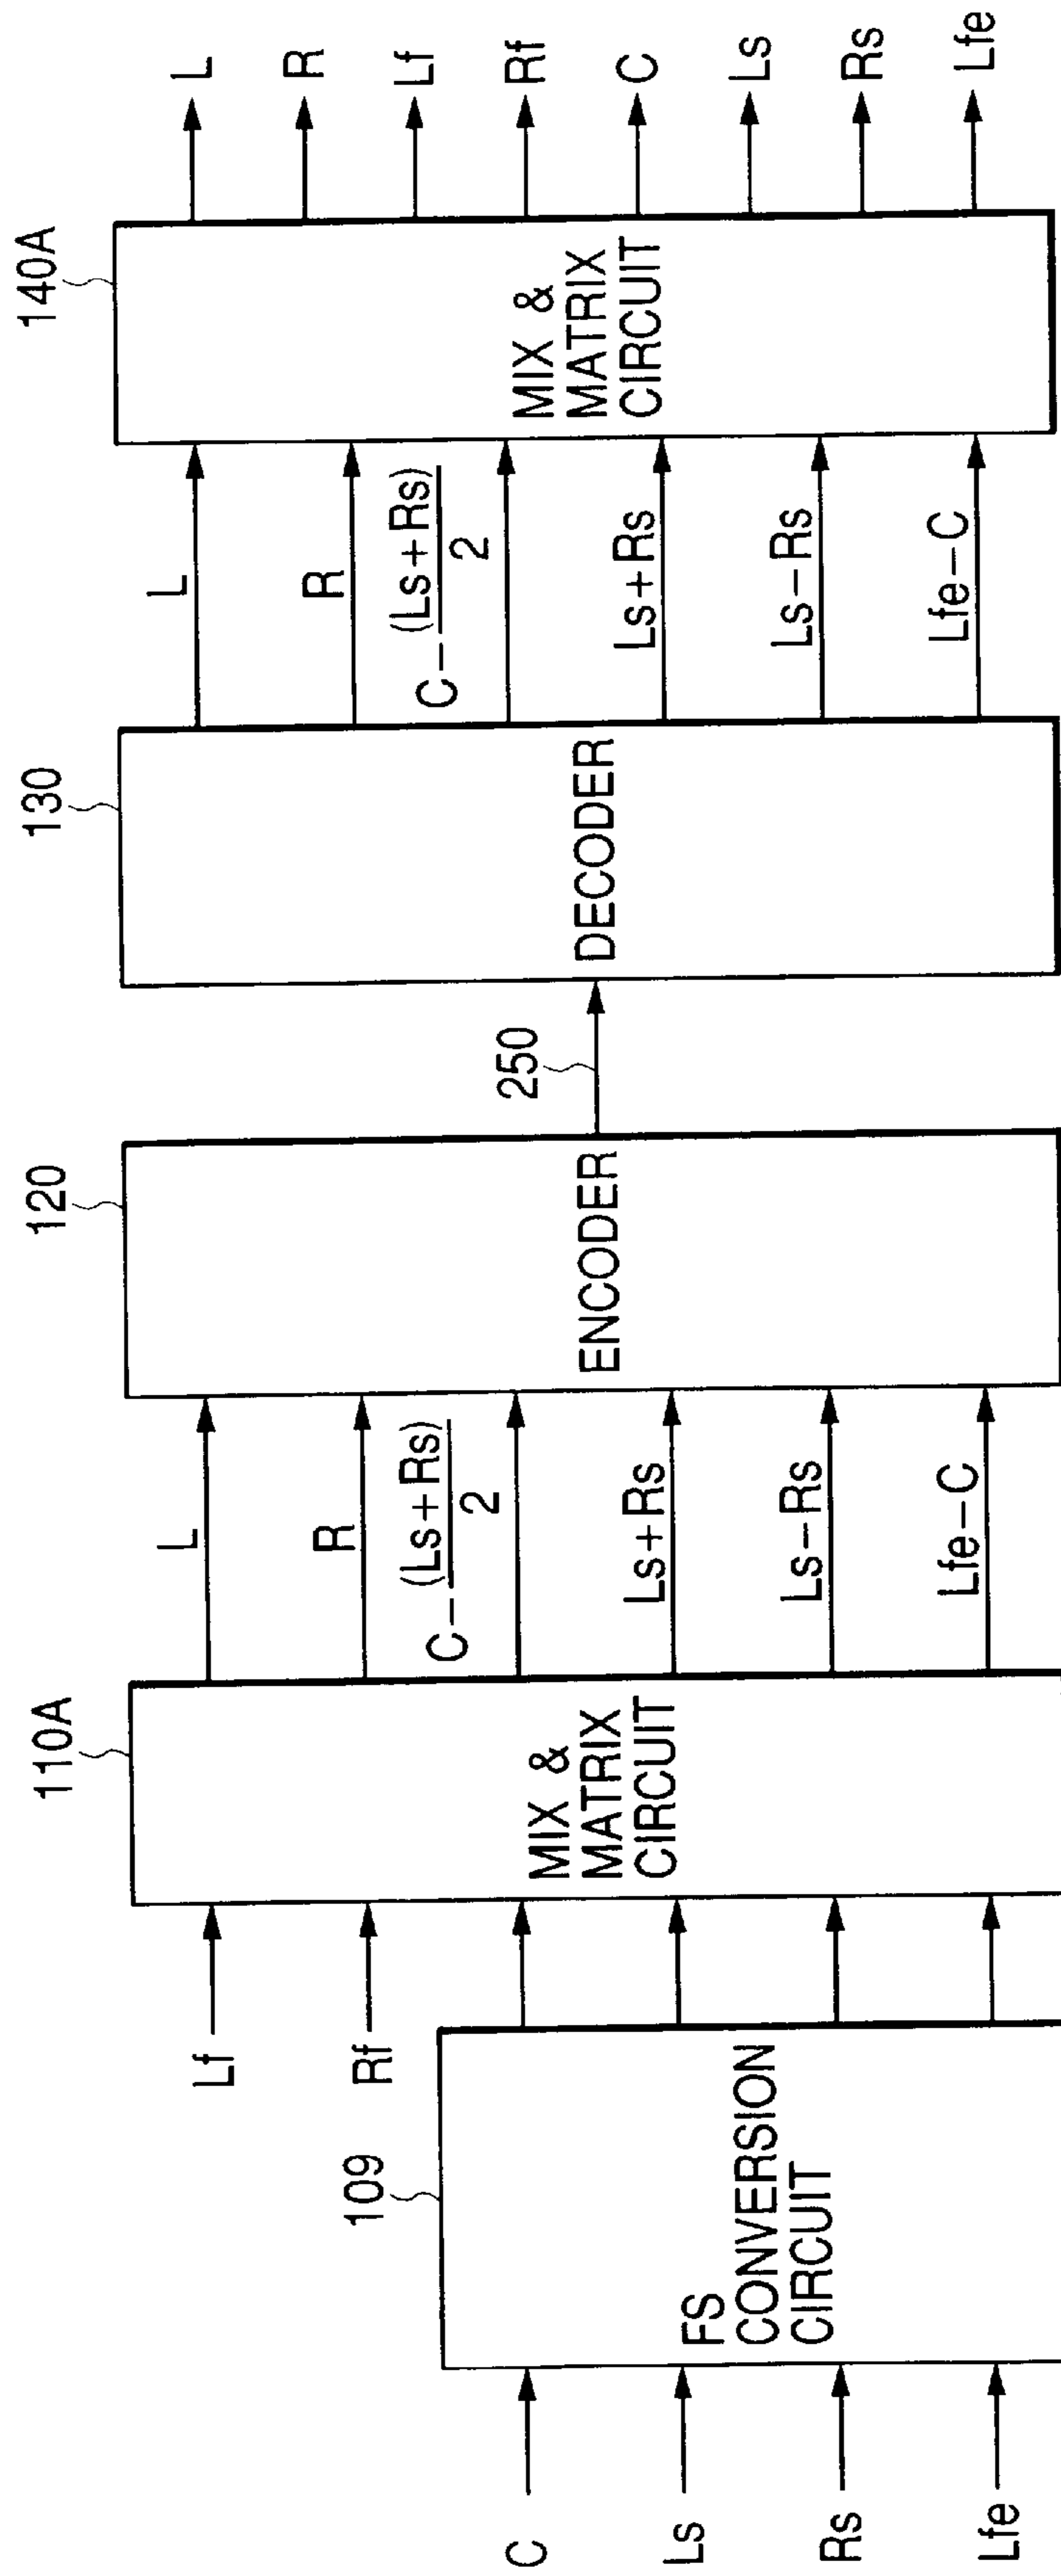 C
Ls
Rs
Lfe
109
FS
CONVERSION
CIRCUIT
Lf
Rf
110A
MIX &
MATRIX
CIRCUIT
L
R
C-(Ls+Rs)
2
Ls+Rs
Ls-Rs
Lfe-C
120
ENCODER
250
130
DECODER
L
R
C-(Ls+Rs)
2
Ls+Rs
Ls-Rs
Lfe-C
140A
MIX &
MATRIX
CIRCUIT
L
R
Lf
Rf
C
Ls
Rs
Lfe